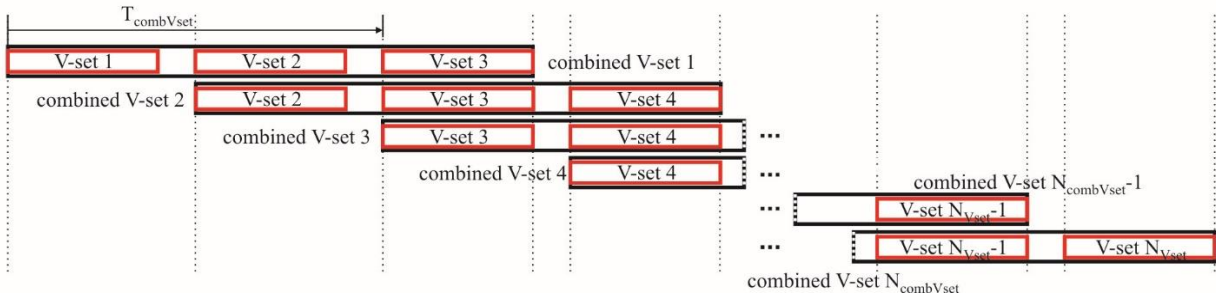 T_combVset
V-set 1 V-set 2 V-set 3 combined V-set 1
combined V-set 2 V-set 2 V-set 3 V-set 4
combined V-set 3 V-set 3 V-set 4 ...
combined V-set 4 V-set 4 ...
combined V-set N_combVset-1
... V-set N_Vset-1
... V-set N_Vset-1 V-set N_Vset
combined V-set N_combVset